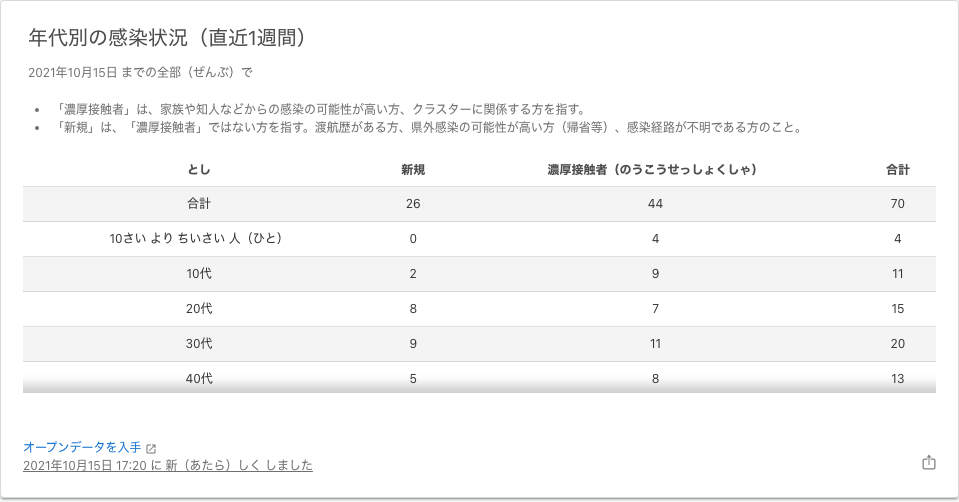 年代別の感染状況（直近1週間）
2021年10月15日 までの全部（ぜんぶ）で
• 「濃厚接触者」は、家族や知人などからの感染の可能性が高い方、クラスターに関係する方を指す。
• 「新規」は、「濃厚接触者」ではない方を指す。渡航歴がある方、県外感染の可能性が高い方（帰省等）、感染経路が不明である方のこと。
とし 新規 濃厚接触者（のうこうせっしょくしゃ） 合計
合計 26 44 70
10さい より ちいさい 人（ひと） 0 4 4
10代 2 9 11
20代 8 7 15
30代 9 11 20
40代 5 8 13
オープンデータを入手
2021年10月15日 17:20 に 新（あたら）しく しました